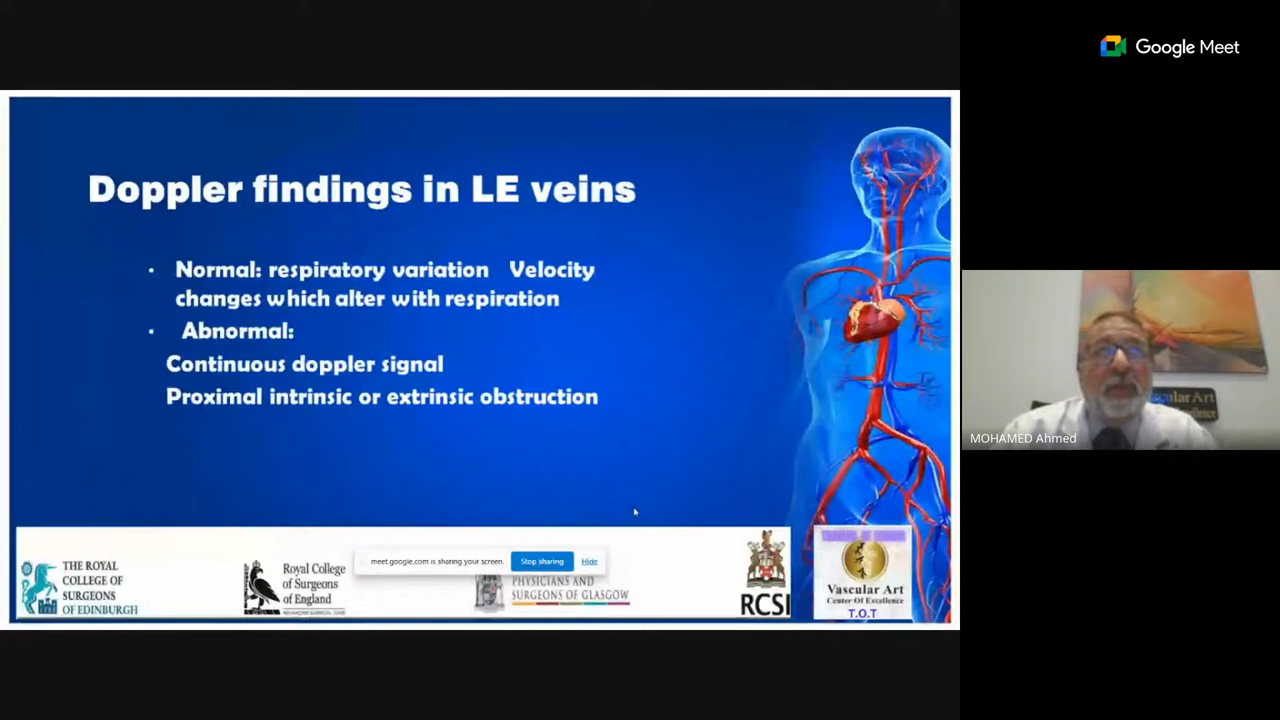 Google Meet
Doppler findings in LE veins
• Normal: respiratory variation Velocity
changes which alter with respiration
• Abnormal:
Continuous doppler signal
Proximal intrinsic or extrinsic obstruction
THE ROYAL
COLLEGE OF
SURGEONS
OF EDINBURGH
Royal College
of Surgeons
of England
meet.google.com is sharing your screen.
Stop sharing
Hide
PHYSICIANS AND
SURGEONS OF GLASGOW
RCSI
Vascular Art
Center Of Excellence
T.O.T
MOHAMED Ahmed